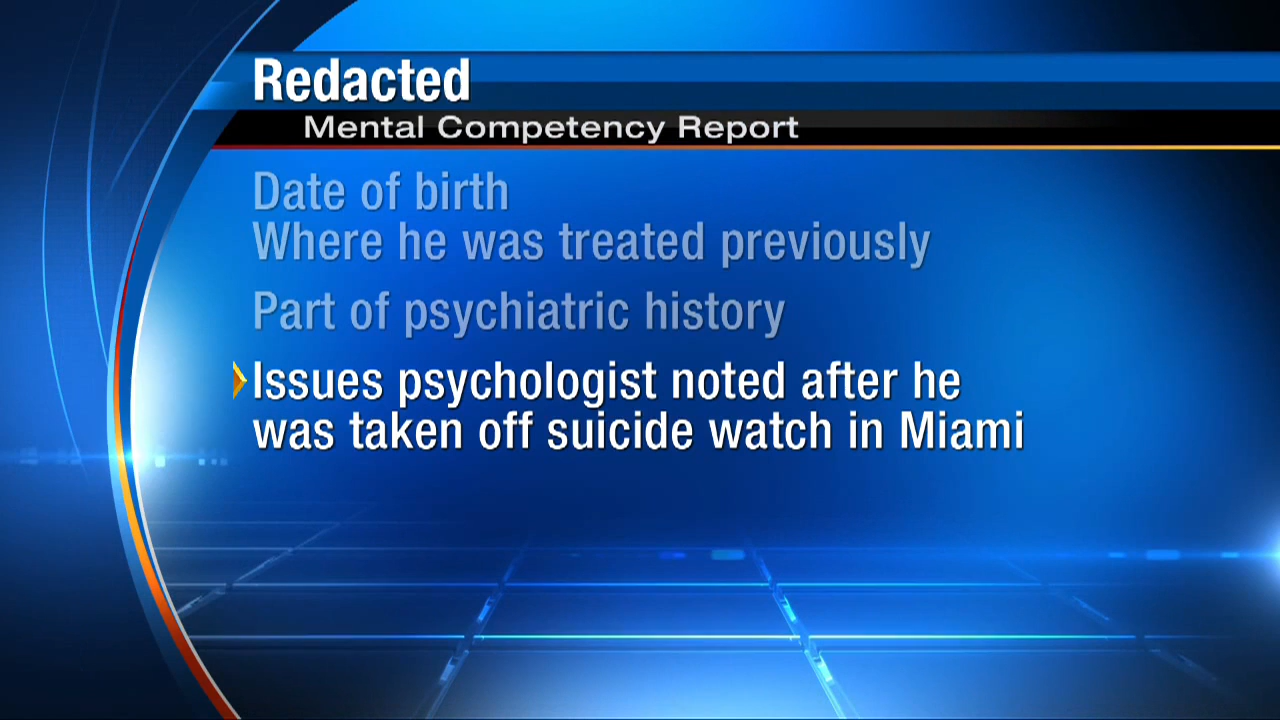 Redacted
Mental Competency Report
Date of birth
Where he was treated previously
Part of psychiatric history
Issues psychologist noted after he
was taken off suicide watch in Miami